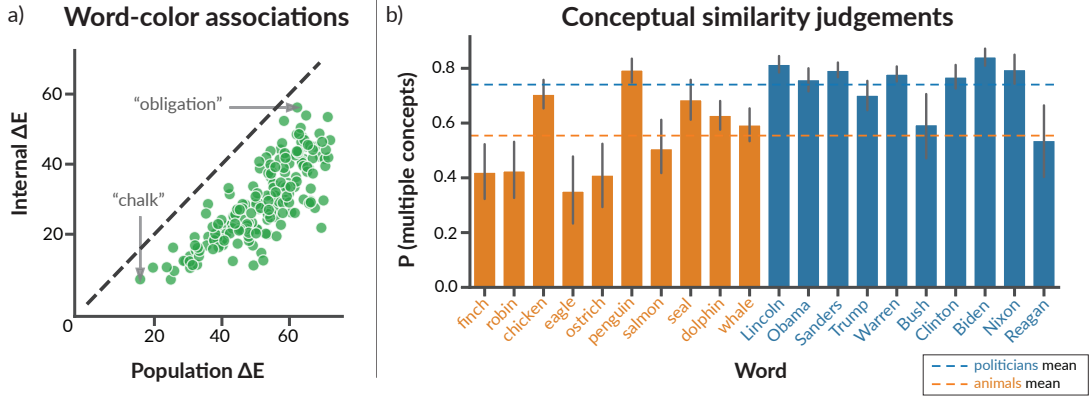 a)
Word-color associations
Internal ΔE
60
40
20
0
20
40
60
"obligation"
"chalk"
Population ΔE
b)
Conceptual similarity judgements
P (multiple concepts)
0.8
0.6
0.4
0.2
0.0
finch
robin
chicken
eagle
ostrich
penguin
salmon
seal
dolphin
whale
Lincoln
Obama
Sanders
Trump
Warren
Bush
Clinton
Biden
Nixon
Reagan
Word
politicians mean
animals mean